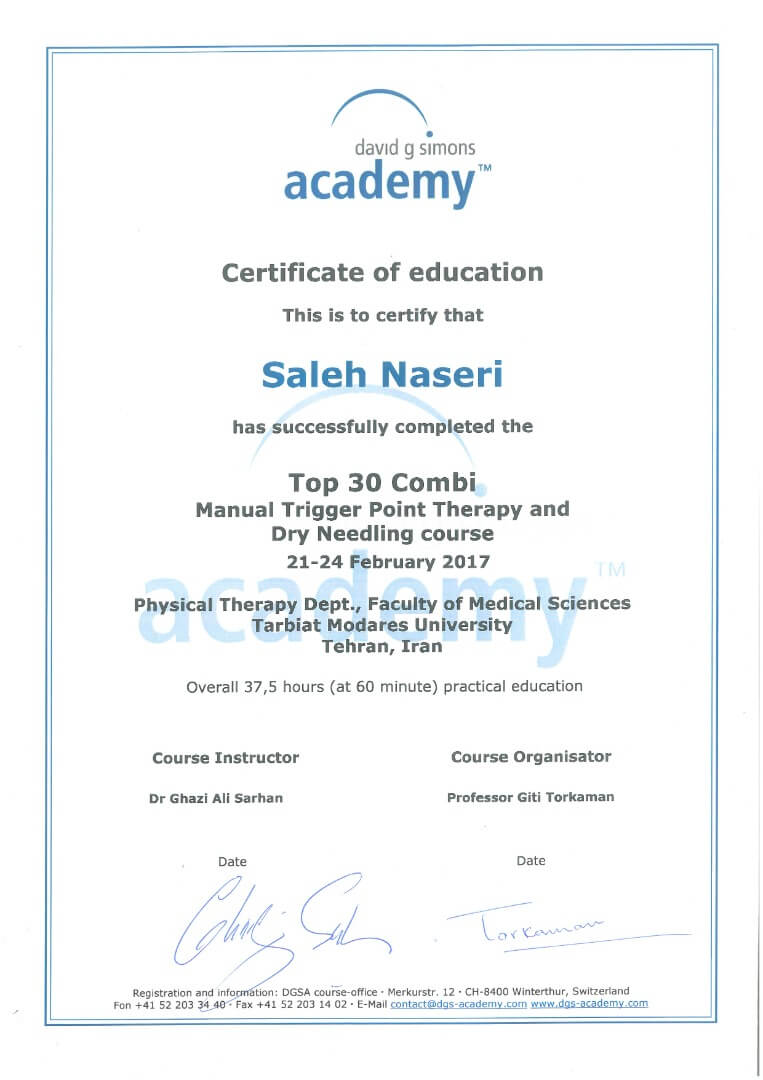 david g simons
academy™
Certificate of education
This is to certify that
Saleh Naseri
has successfully completed the
Top 30 Combi
Manual Trigger Point Therapy and
Dry Needling course
21-24 February 2017
academy™
Physical Therapy Dept., Faculty of Medical Sciences
Tarbiat Modares University
Tehran, Iran
Overall 37,5 hours (at 60 minute) practical education
Course Instructor Course Organisator
Dr Ghazi Ali Sarhan Professor Giti Torkaman
Date Date
Torkaman
Registration and information: DGSA course-office · Merkurstr. 12 · CH-8400 Winterthur, Switzerland
Fon +41 52 203 34 40 · Fax +41 52 203 14 02 · E-Mail contact@dgs-academy.com www.dgs-academy.com